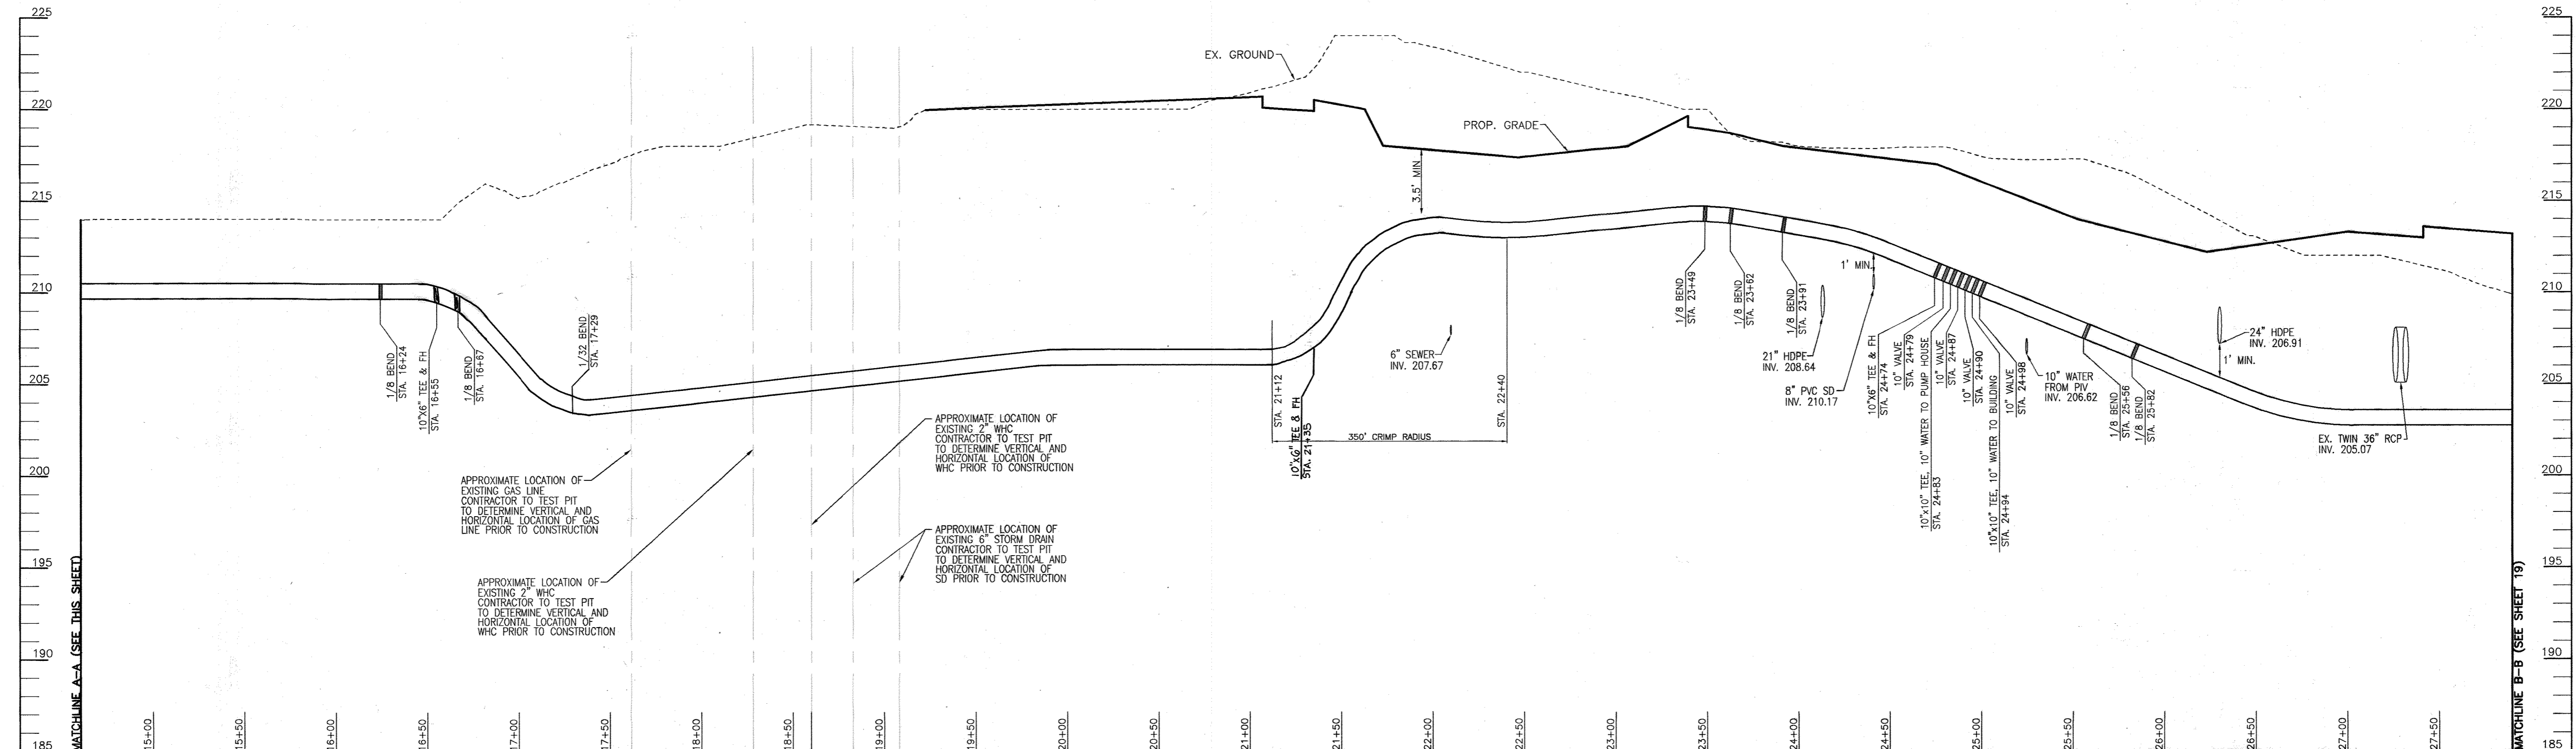 225
220
215
210
205
200
195
190
185
225
220
215
210
205
200
195
190
185
MATCHLINE A-A (SEE THIS SHEET)
MATCHLINE B-B (SEE SHEET 19)
EX. GROUND
PROP. GRADE
3.5' MIN
1/8 BEND
STA. 16+24
10"X6" TEE & FH
STA. 16+55
1/8 BEND
STA. 16+67
1/32 BEND
STA. 17+29
APPROXIMATE LOCATION OF
EXISTING GAS LINE
CONTRACTOR TO TEST PIT
TO DETERMINE VERTICAL AND
HORIZONTAL LOCATION OF GAS
LINE PRIOR TO CONSTRUCTION
APPROXIMATE LOCATION OF
EXISTING 2" WHC
CONTRACTOR TO TEST PIT
TO DETERMINE VERTICAL AND
HORIZONTAL LOCATION OF
WHC PRIOR TO CONSTRUCTION
APPROXIMATE LOCATION OF
EXISTING 2" WHC
CONTRACTOR TO TEST PIT
TO DETERMINE VERTICAL AND
HORIZONTAL LOCATION OF
WHC PRIOR TO CONSTRUCTION
APPROXIMATE LOCATION OF
EXISTING 6" STORM DRAIN
CONTRACTOR TO TEST PIT
TO DETERMINE VERTICAL AND
HORIZONTAL LOCATION OF
SD PRIOR TO CONSTRUCTION
STA. 21+12
10"X6" TEE & FH
STA. 21+35
350' CRIMP RADIUS
STA. 22+40
6" SEWER
INV. 207.67
1/8 BEND
STA. 23+49
1/8 BEND
STA. 23+62
1/8 BEND
STA. 23+91
21" HDPE
INV. 208.64
1' MIN.
8" PVC SD
INV. 210.17
10"X6" TEE & FH
STA. 24+74
10" VALVE
STA. 24+79
10"x10" TEE, 10" WATER TO PUMP HOUSE
STA. 24+83
10" VALVE
STA. 24+87
10" VALVE
STA. 24+90
10"x10" TEE, 10" WATER TO BUILDING
STA. 24+94
10" VALVE
STA. 24+98
10" WATER
FROM PIV
INV. 206.62
1/8 BEND
STA. 25+56
1/8 BEND
STA. 25+82
24" HDPE
INV. 206.91
1' MIN.
EX. TWIN 36" RCP
INV. 205.07
15+00
15+50
16+00
16+50
17+00
17+50
18+00
18+50
19+00
19+50
20+00
20+50
21+00
21+50
22+00
22+50
23+00
23+50
24+00
24+50
25+00
25+50
26+00
26+50
27+00
27+50